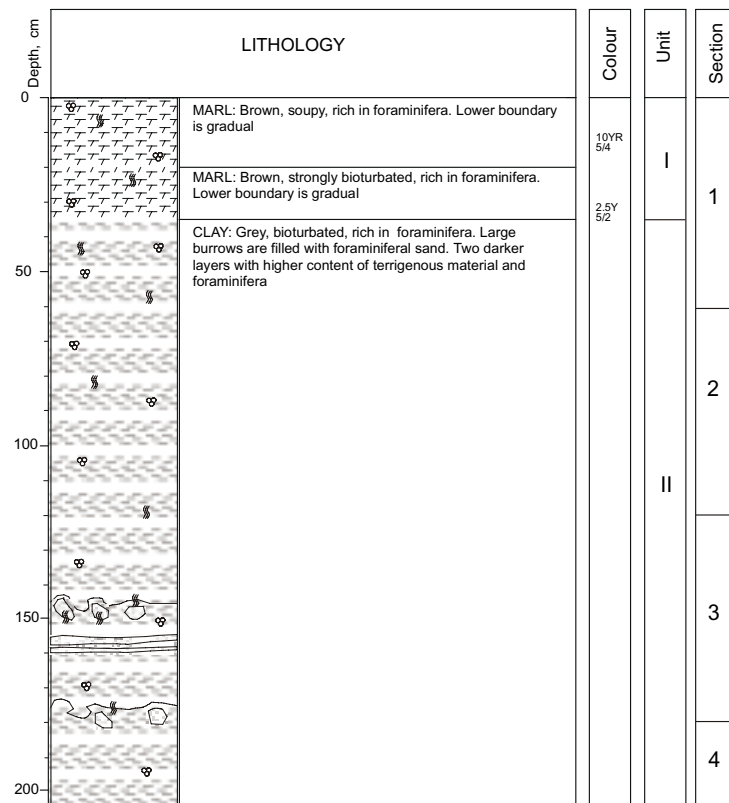 Depth, cm
LITHOLOGY
Colour
Unit
Section
0
50
100
150
200
MARL: Brown, soupy, rich in foraminifera. Lower boundary
is gradual
MARL: Brown, strongly bioturbated, rich in foraminifera.
Lower boundary is gradual
CLAY: Grey, bioturbated, rich in foraminifera. Large
burrows are filled with foraminiferal sand. Two darker
layers with higher content of terrigenous material and
foraminifera
10YR
5/4
2.5Y
5/2
I
II
1
2
3
4